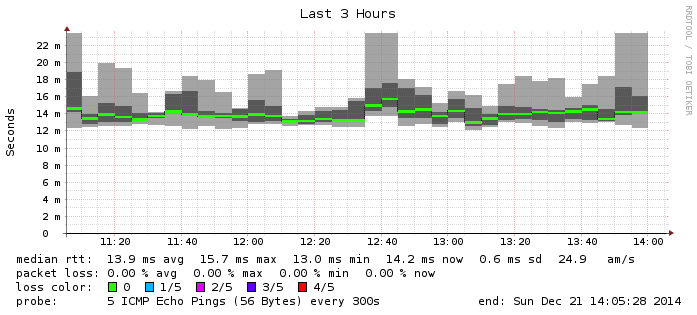 Last 3 Hours
RRDTOOL / TOBI OETIKER
Seconds
22 m
20 m
18 m
16 m
14 m
12 m
10 m
8 m
6 m
4 m
2 m
0
11:20 11:40 12:00 12:20 12:40 13:00 13:20 13:40 14:00
median rtt: 13.9 ms avg 15.7 ms max 13.0 ms min 14.2 ms now 0.6 ms sd 24.9 am/s
packet loss: 0.00 % avg 0.00 % max 0.00 % min 0.00 % now
loss color: 0 1/5 2/5 3/5 4/5
probe: 5 ICMP Echo Pings (56 Bytes) every 300s end: Sun Dec 21 14:05:28 2014